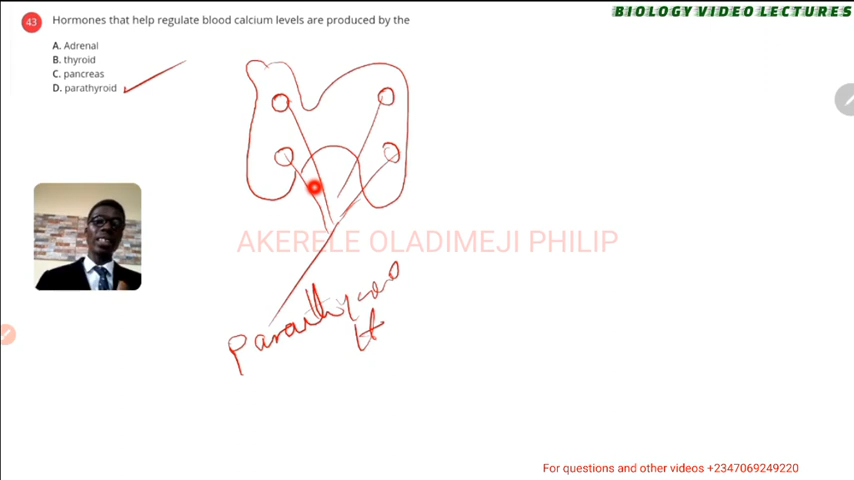 BIOLOGY VIDEO LECTURES
43 Hormones that help regulate blood calcium levels are produced by the
A. Adrenal
B. thyroid
C. pancreas
D. parathyroid
AKERELE OLADIMEJI PHILIP
Parathyroid
For questions and other videos +2347069249220